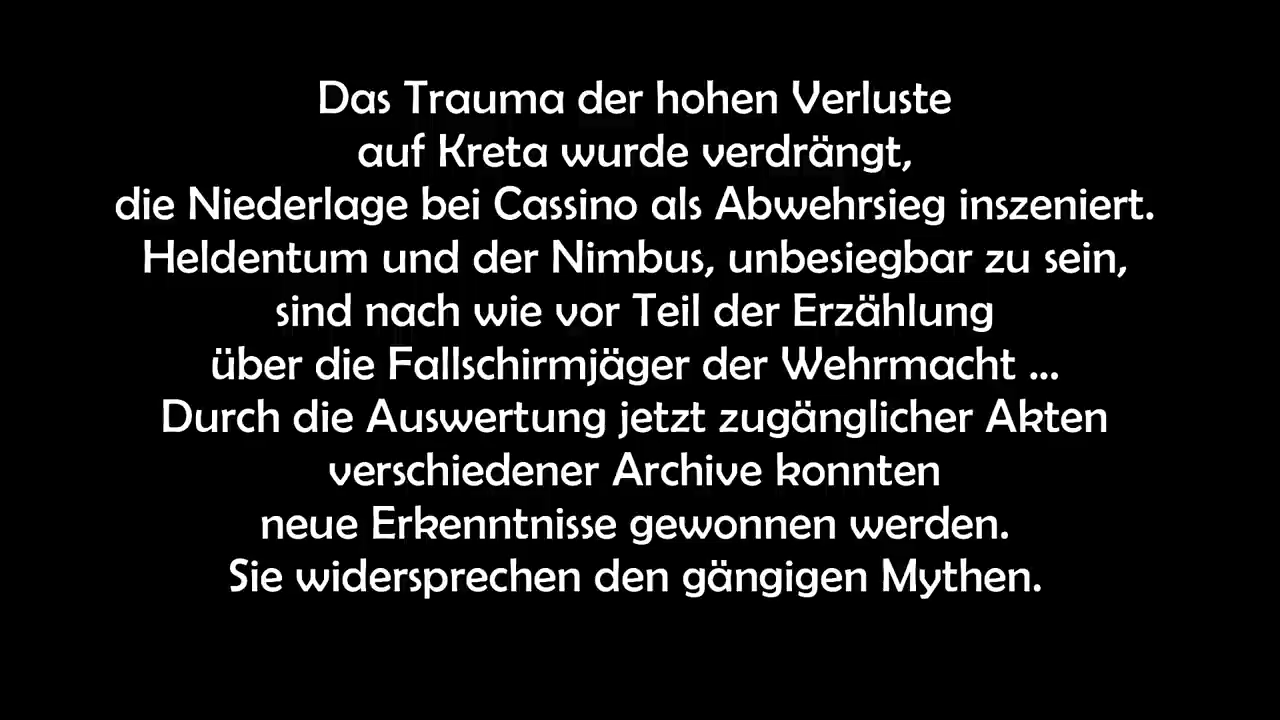 Das Trauma der hohen Verluste
auf Kreta wurde verdrängt,
die Niederlage bei Cassino als Abwehrsieg inszeniert.
Heldentum und der Nimbus, unbesiegbar zu sein,
sind nach wie vor Teil der Erzählung
über die Fallschirmjäger der Wehrmacht ...
Durch die Auswertung jetzt zugänglicher Akten
verschiedener Archive konnten
neue Erkenntnisse gewonnen werden.
Sie widersprechen den gängigen Mythen.